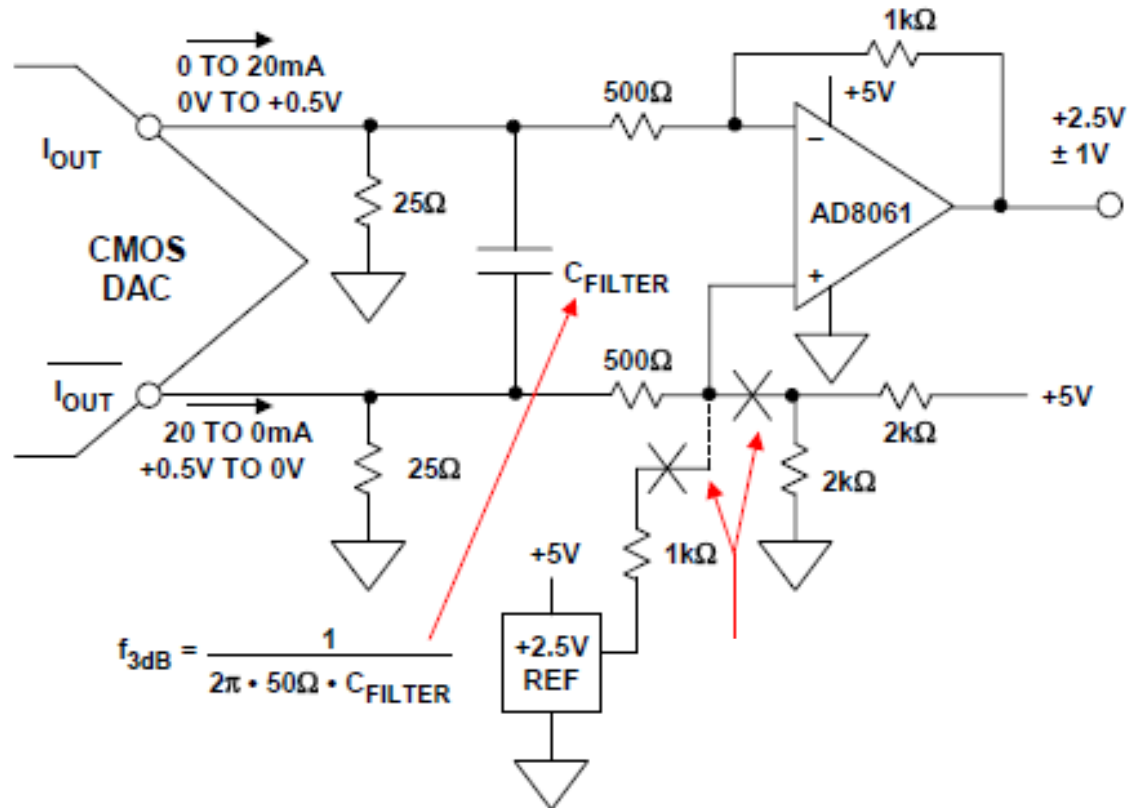 1kΩ
0 TO 20mA
0V TO +0.5V
500Ω
+5V
+2.5V
± 1V
IOUT
−
25Ω
AD8061
CMOS
DAC
CFILTER
+
500Ω
IOUT
+5V
20 TO 0mA
+0.5V TO 0V
25Ω
2kΩ
2kΩ
+5V
1kΩ
f3dB = 1
2π • 50Ω • CFILTER
+2.5V
REF